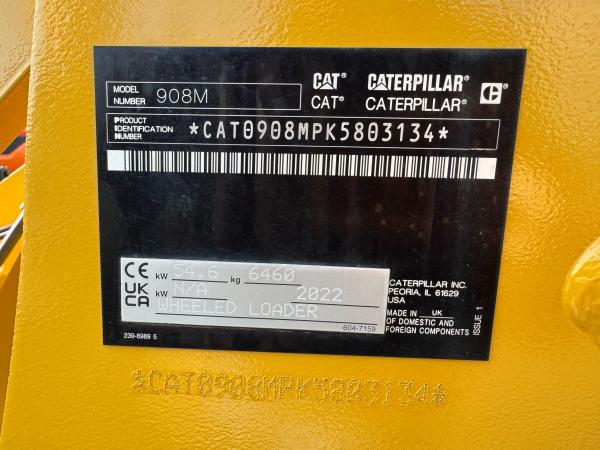 MODEL NUMBER 908M
CAT® CATERPILLAR® C®
CAT® CATERPILLAR®
PRODUCT IDENTIFICATION NUMBER *CAT0908MPK5803134*
CE kW 54.6 kg 6460
UKCA kW N/A 2022
WHEELED LOADER
604-7159
239-6989 5
CATERPILLAR INC.
PEORIA, IL 61629
USA
MADE IN UK
OF DOMESTIC AND
FOREIGN COMPONENTS
ISSUE 1
*CAT0908MPK5803134*